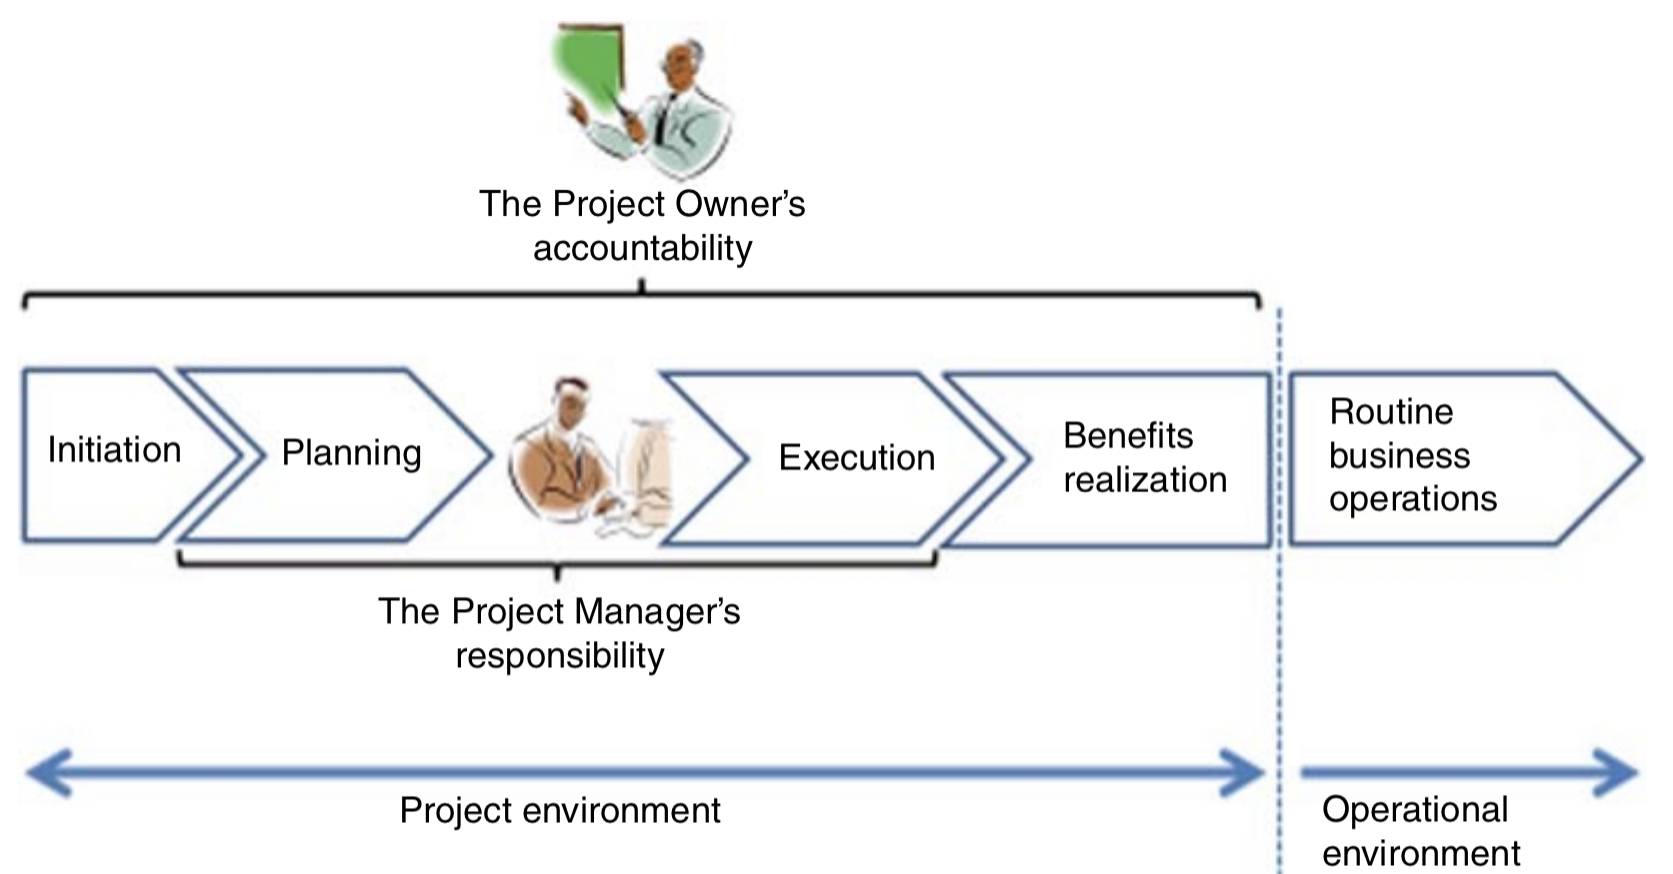 The Project Owner’s
accountability
Initiation
Planning
Execution
Benefits
realization
Routine
business
operations
The Project Manager’s
responsibility
Project environment
Operational
environment